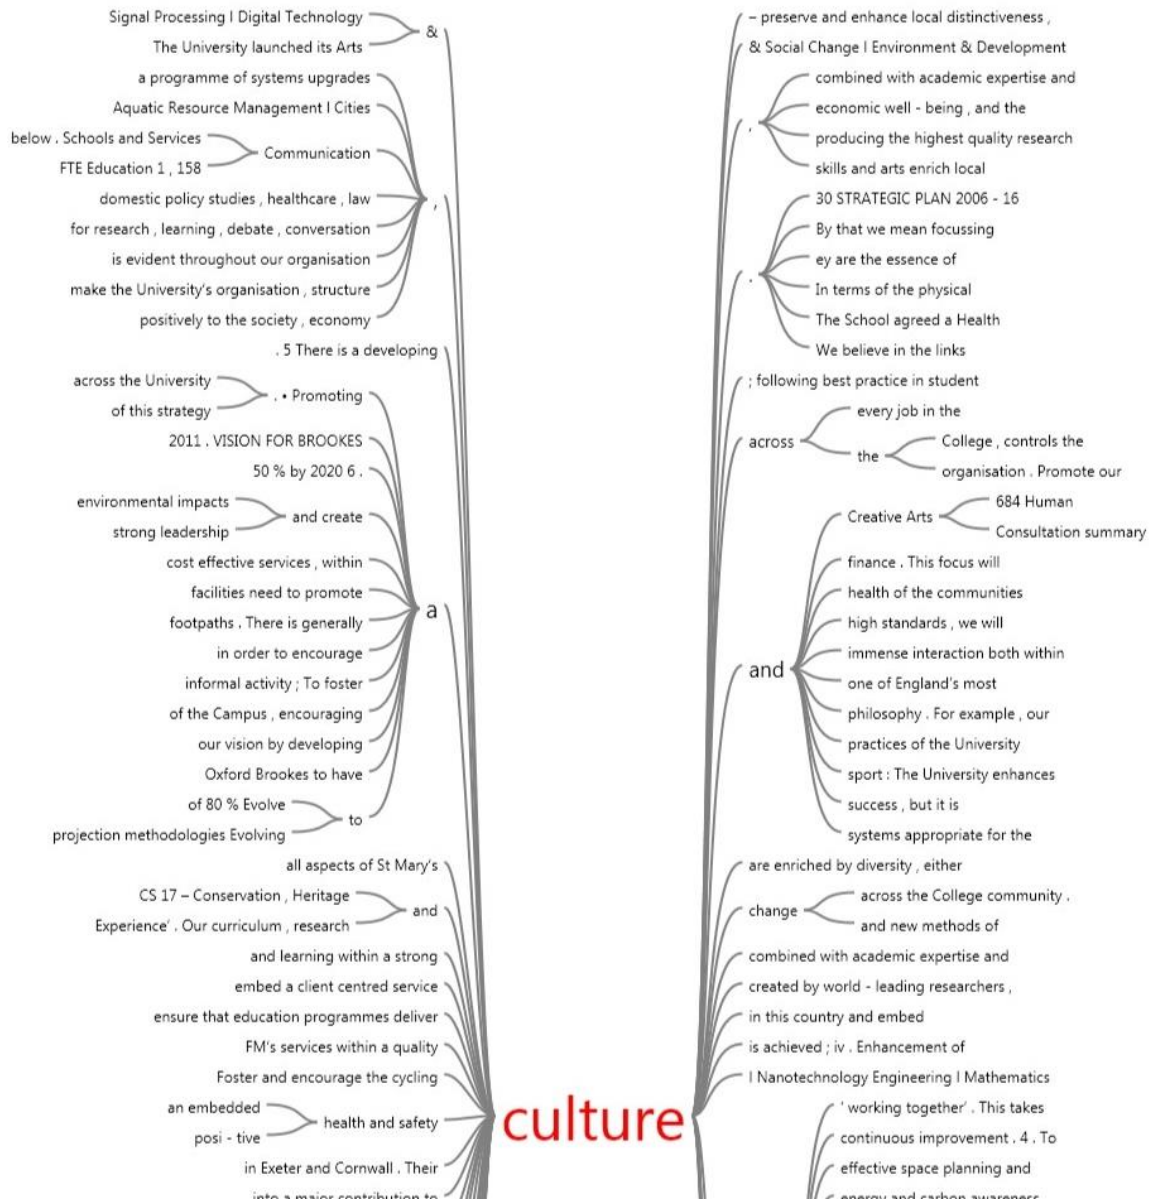 Signal Processing l Digital Technology
The University launched its Arts
&
a programme of systems upgrades
Aquatic Resource Management l Cities
below . Schools and Services
FTE Education 1 , 158
Communication
domestic policy studies , healthcare , law
for research , learning , debate , conversation
is evident throughout our organisation
make the University's organisation , structure
positively to the society , economy
,
. 5 There is a developing
across the University
of this strategy
. • Promoting
2011 . VISION FOR BROOKES
50 % by 2020 6 .
environmental impacts
strong leadership
and create
cost effective services , within
facilities need to promote
footpaths . There is generally
in order to encourage
informal activity ; To foster
of the Campus , encouraging
our vision by developing
Oxford Brookes to have
of 80 % Evolve
projection methodologies Evolving
to
a
all aspects of St Mary's
CS 17 – Conservation , Heritage
Experience' . Our curriculum , research
and
and learning within a strong
embed a client centred service
ensure that education programmes deliver
FM's services within a quality
Foster and encourage the cycling
an embedded
posi - tive
health and safety
in Exeter and Cornwall . Their
into a major contribution to
culture
– preserve and enhance local distinctiveness ,
& Social Change l Environment & Development
,
combined with academic expertise and
economic well - being , and the
producing the highest quality research
skills and arts enrich local
.
30 STRATEGIC PLAN 2006 - 16
By that we mean focussing
ey are the essence of
In terms of the physical
The School agreed a Health
We believe in the links
; following best practice in student
across
every job in the
the
College , controls the
organisation . Promote our
and
Creative Arts
684 Human
Consultation summary
finance . This focus will
health of the communities
high standards , we will
immense interaction both within
one of England's most
philosophy . For example , our
practices of the University
sport : The University enhances
success , but it is
systems appropriate for the
are enriched by diversity , either
change
across the College community .
and new methods of
combined with academic expertise and
created by world - leading researchers ,
in this country and embed
is achieved ; iv . Enhancement of
l Nanotechnology Engineering l Mathematics
' working together' . This takes
continuous improvement . 4 . To
effective space planning and
energy and carbon awareness